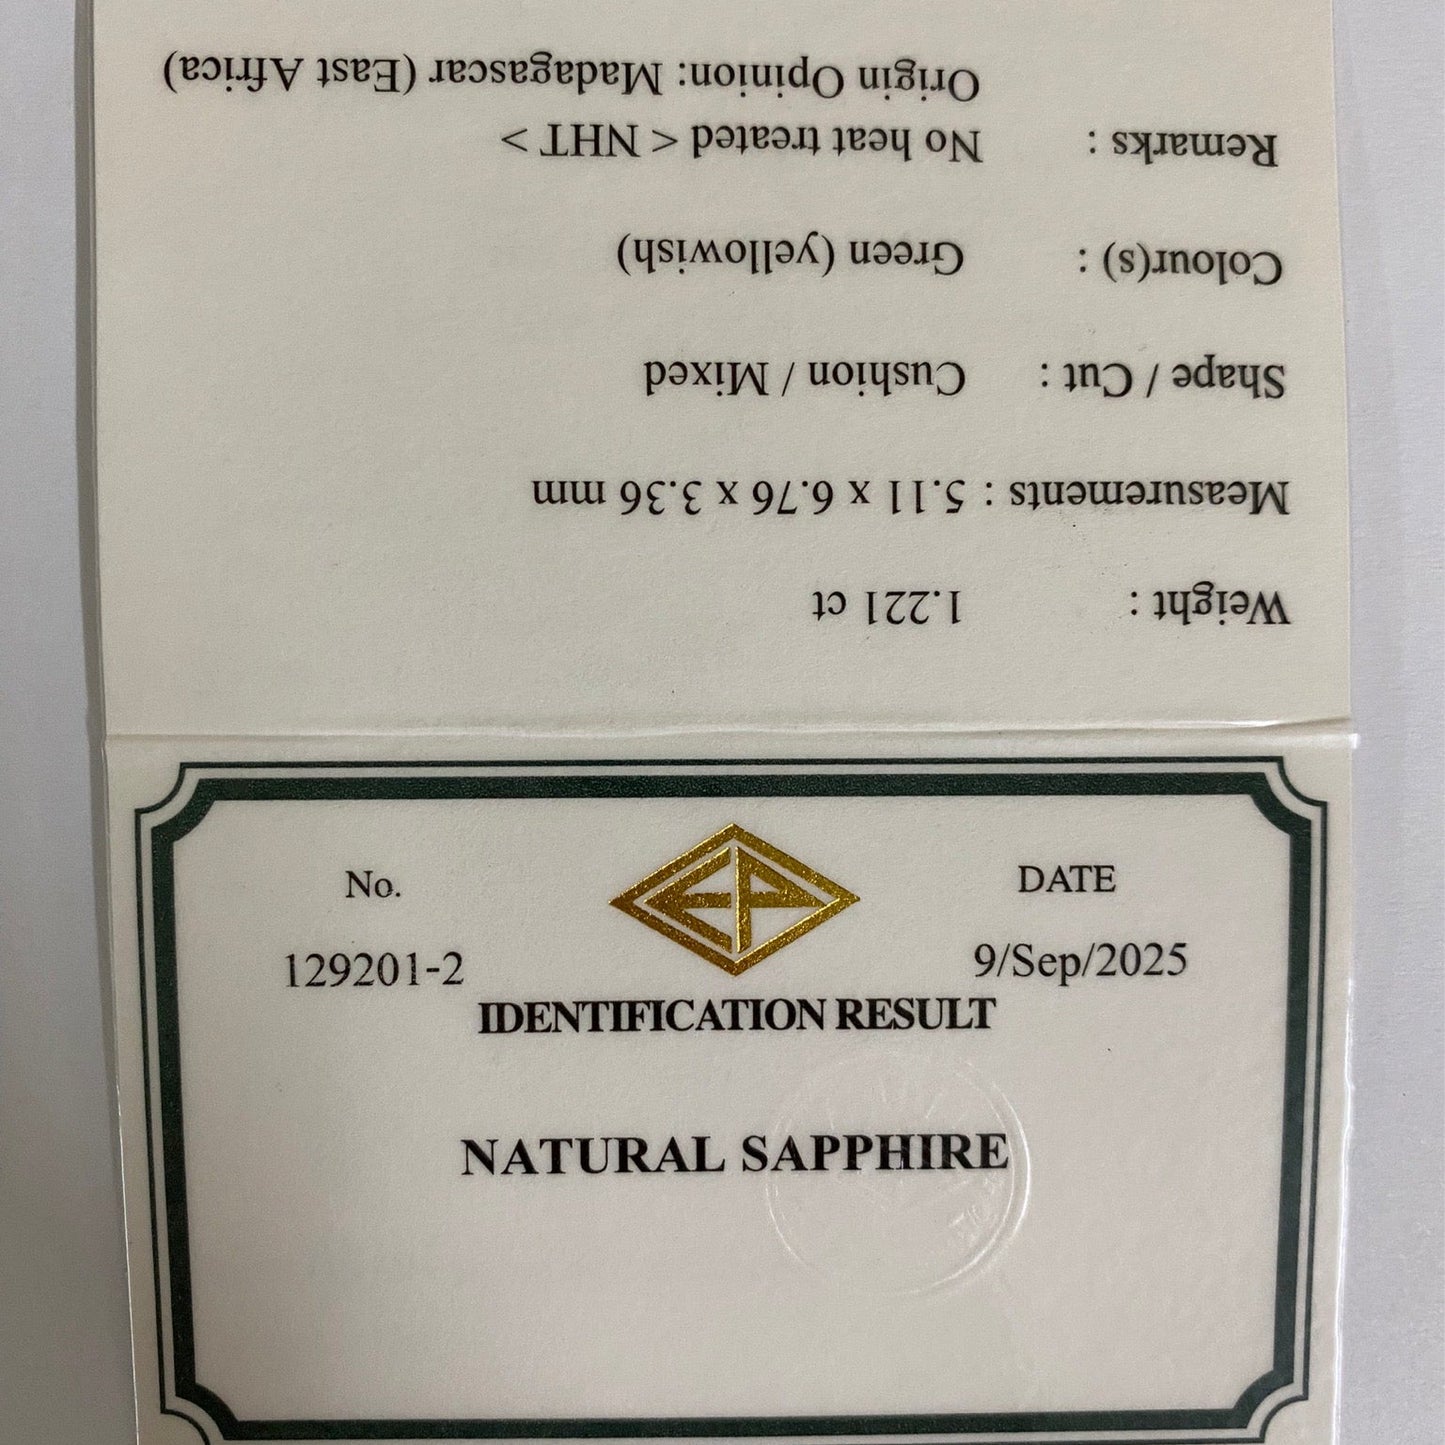 No.
129201-2
DATE
9/Sep/2025
IDENTIFICATION RESULT
NATURAL SAPPHIRE
Weight : 1.221 ct
Measurements : 5.11 x 6.76 x 3.36 mm
Shape / Cut : Cushion / Mixed
Colour(s) : Green (yellowish)
Remarks : No heat treated < NHT >
Origin Opinion: Madagascar (East Africa)